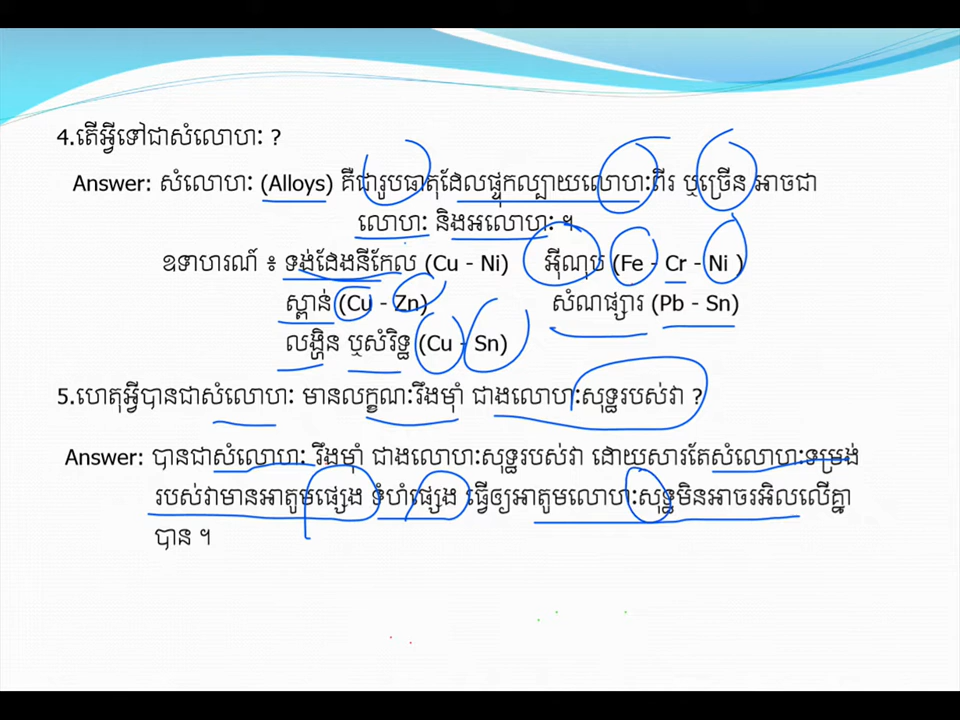 4.តើអ្វីទៅជាសំលោហៈ ?
Answer: សំលោហៈ (Alloys) គឺជារូបធាតុដែលផ្ទុកល្បាយលោហៈពីរ ឬច្រើន អាចជា
លោហៈ និងអលោហៈ ។
ឧទាហរណ៍ ៖ ទង់ដែងនីកែល (Cu - Ni) អ៊ីណុប (Fe - Cr - Ni )
ស្ពាន់ (Cu - Zn) សំណផ្សារ (Pb - Sn)
លង្ហិន ឬសំរិទ្ឋ (Cu - Sn)
5.ហេតុអ្វីបានជាសំលោហៈ មានលក្ខណៈរឹងមុាំ ជាងលោហៈសុទ្ឋរបស់វា ?
Answer: បានជាសំលោហៈ រឹងមុាំ ជាងលោហៈសុទ្ឋរបស់វា ដោយសារតែសំលោហៈទម្រង់
របស់វាមានអាតូមផ្សេង ទំហំផ្សេង ធ្វើឲ្យអាតូមលោហៈសុទ្ឋមិនអាចរអិលលើគ្នា
បាន ។